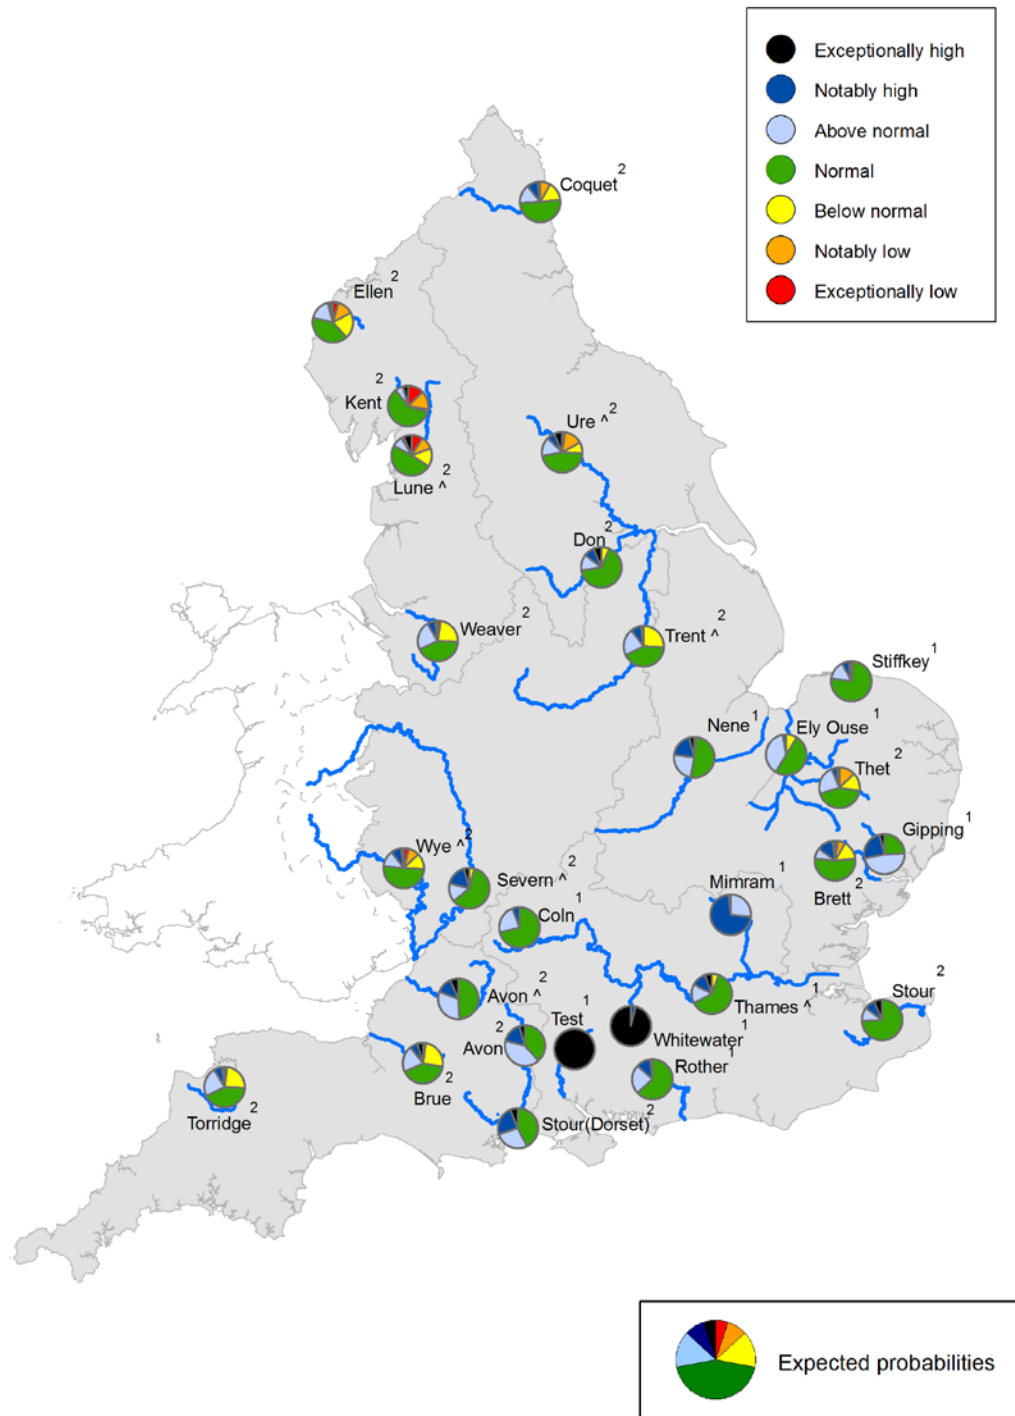 Exceptionally high
Notably high
Above normal
Normal
Below normal
Notably low
Exceptionally low
Coquet 2
Ellen 2
Kent 2
Ure ^ 2
Lune ^ 2
Don 2
Weaver 2
Trent ^ 2
Stiffkey 1
Nene 1
Ely Ouse 1
Thet 2
Gipping 1
Wye ^ 2
Severn ^ 2
Mimram 1
Brett 2
Coln 1
Avon ^ 2
Test 1
Thames ^ 1
Stour 2
Avon 2
Whitewater 1
Rother 1
Brue 2
Torridge 2
Stour(Dorset) 2
Expected probabilities